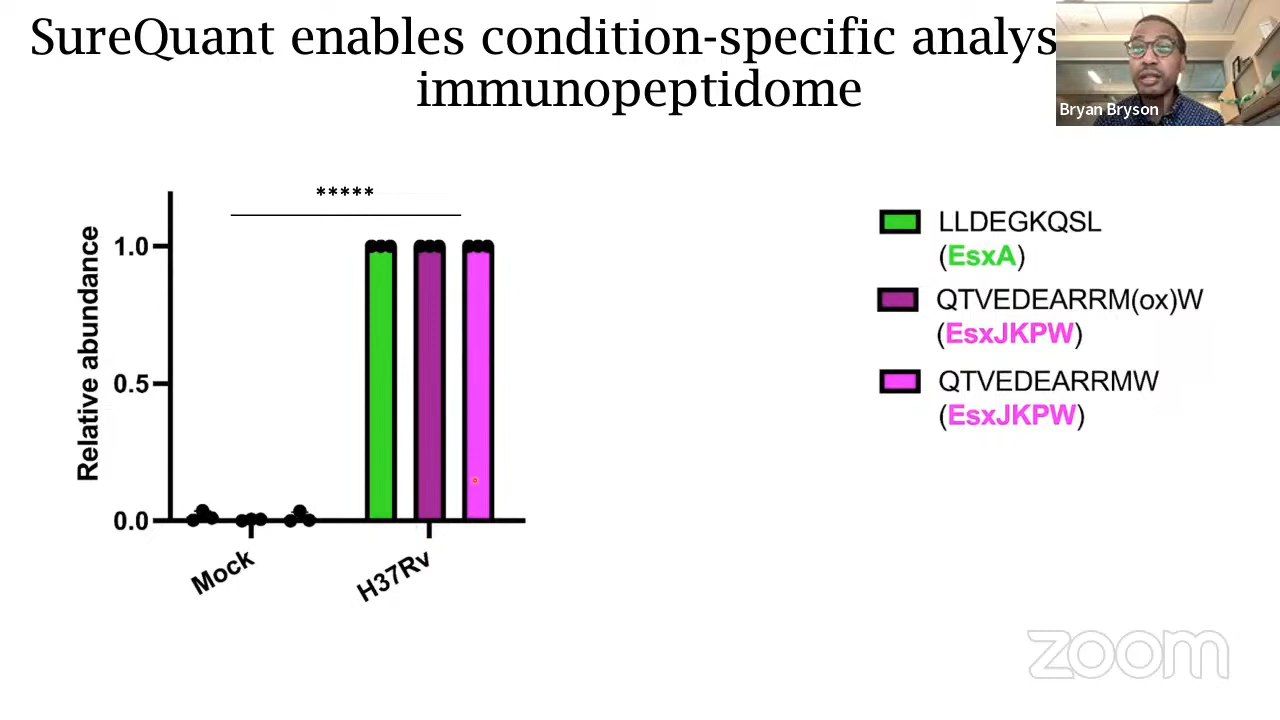 SureQuant enables condition-specific analys
immunopeptidome
Bryan Bryson
*****
Relative abundance
1.0
0.5
0.0
Mock
H37Rv
LLDEGKQSL
(EsxA)
QTVEDEARRM(ox)W
(EsxJKPW)
QTVEDEARRMW
(EsxJKPW)
zoom